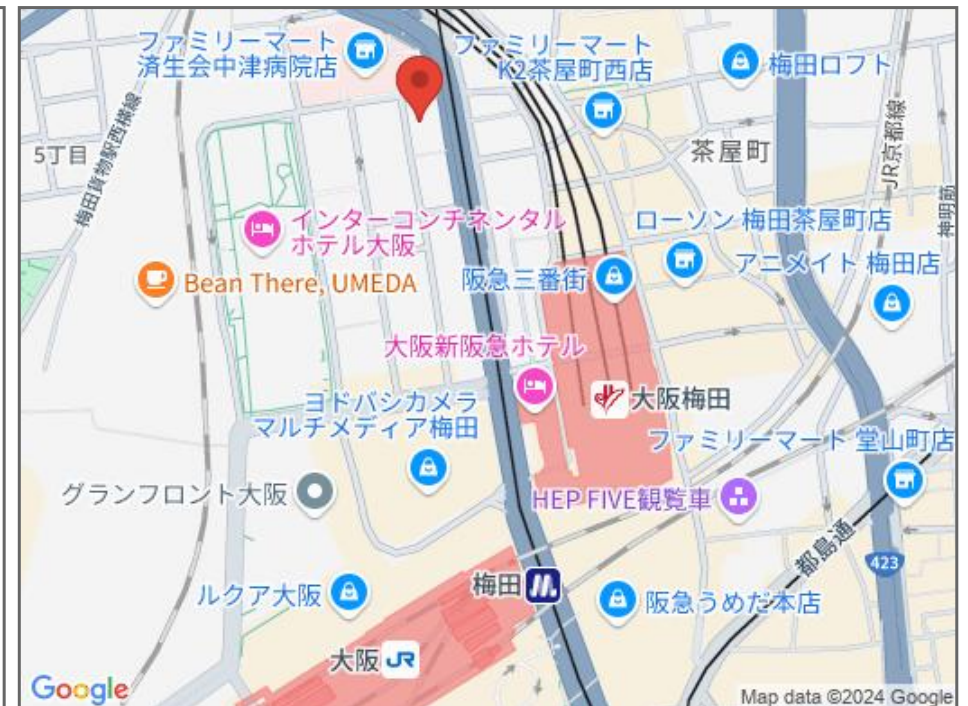 ファミリーマート
済生会中津病院店
ファミリーマート
K2茶屋町西店
梅田ロフト
5丁目
梅田貨物駅西横線
茶屋町
JR京都線
神明筋
インターコンチネンタル
ホテル大阪
ローソン 梅田茶屋町店
Bean There, UMEDA
阪急三番街
アニメイト 梅田店
大阪新阪急ホテル
大阪梅田
ヨドバシカメラ
マルチメディア梅田
ファミリーマート 堂山町店
グランフロント大阪
HEP FIVE観覧車
都島通
423
梅田
ルクア大阪
阪急うめだ本店
大阪 JR
Google
Map data ©2024 Google